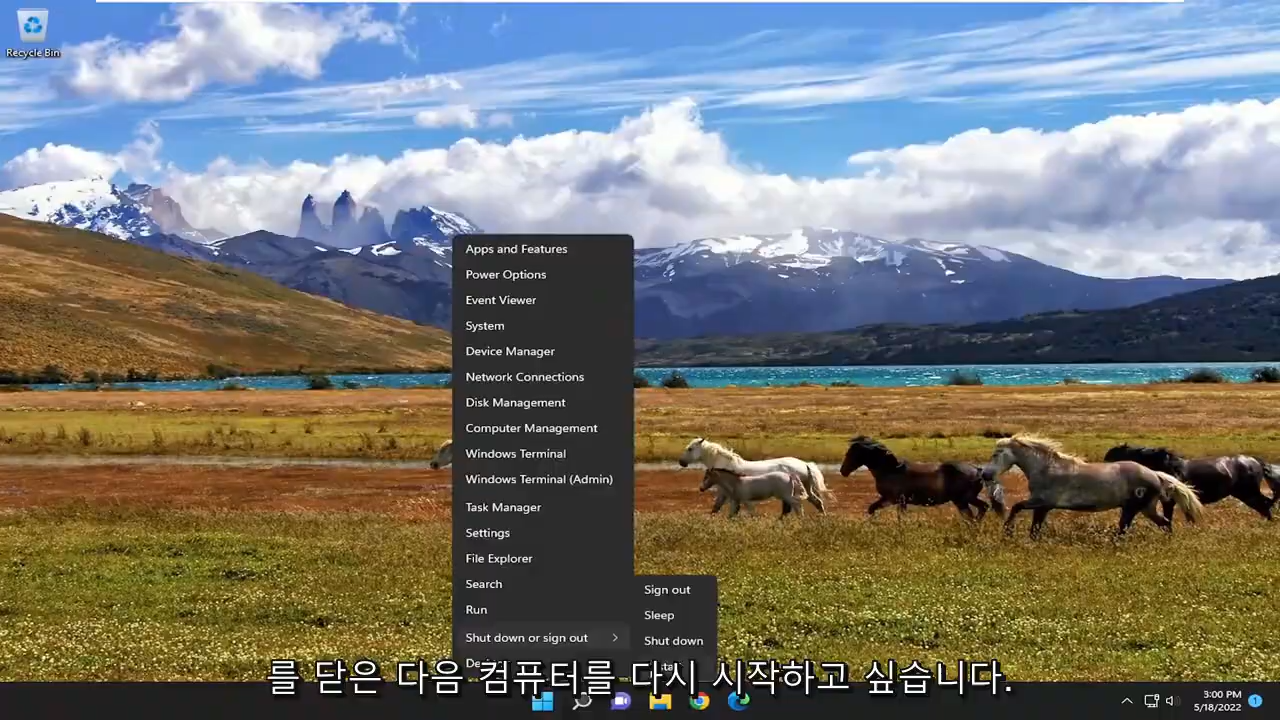 Recycle Bin
Apps and Features
Power Options
Event Viewer
System
Device Manager
Network Connections
Disk Management
Computer Management
Windows Terminal
Windows Terminal (Admin)
Task Manager
Settings
File Explorer
Search
Run
Shut down or sign out
Sign out
Sleep
Shut down
를 닫은 다음 컴퓨터를 다시 시작하고 싶습니다.
3:00 PM
5/18/2022
1